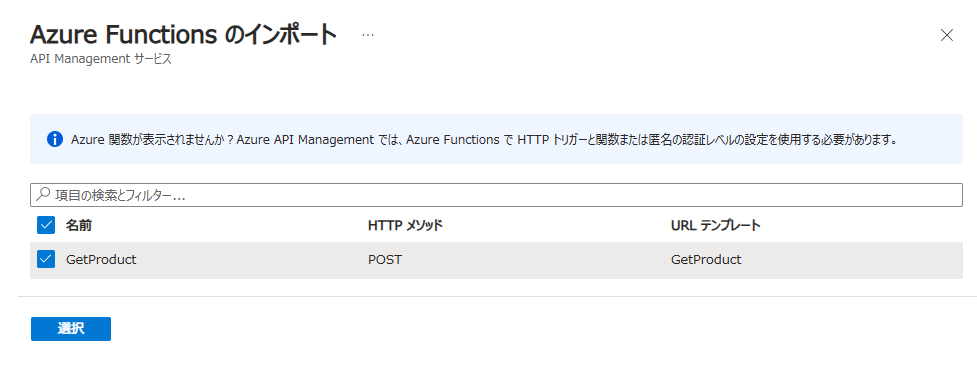 Azure Functions のインポート
API Management サービス
Azure 関数が表示されませんか？Azure API Management では、Azure Functions で HTTP トリガーと関数または匿名の認証レベルの設定を使用する必要があります。
項目の検索とフィルター...
名前 HTTP メソッド URL テンプレート
GetProduct POST GetProduct
選択